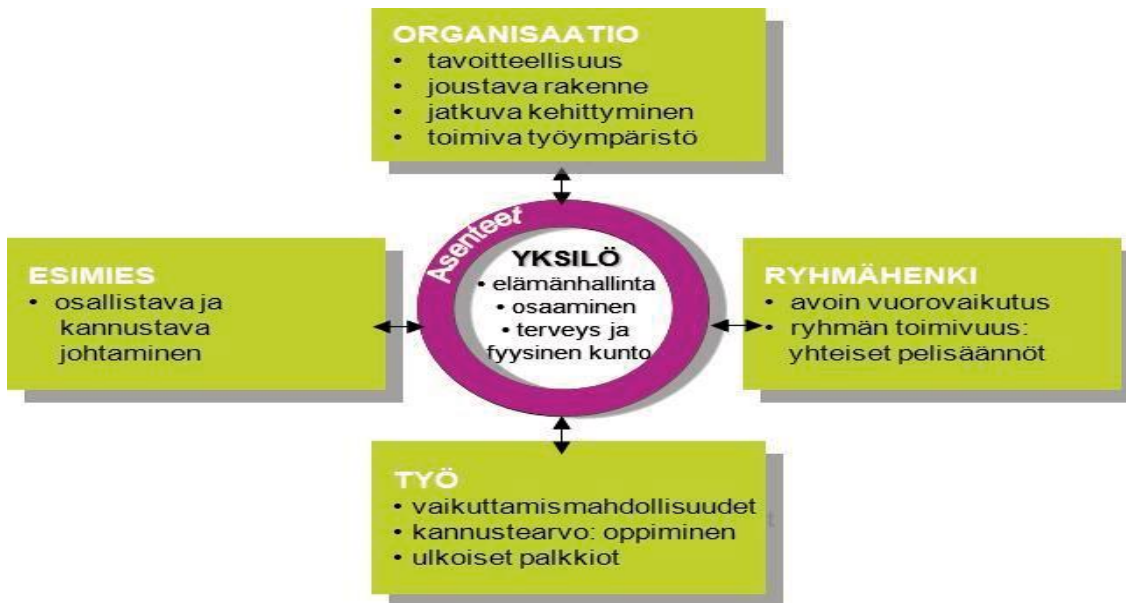 ORGANISAATIO
• tavoitteellisuus
• joustava rakenne
• jatkuva kehittyminen
• toimiva työympäristö
ESIMIES
• osallistava ja
kannustava
johtaminen
Asenteet
YKSILÖ
• elämänhallinta
• osaaminen
• terveys ja
fyysinen kunto
RYHMÄHENKI
• avoin vuorovaikutus
• ryhmän toimivuus:
yhteiset pelisäännöt
TYÖ
• vaikuttamismahdollisuudet
• kannustearvo: oppiminen
• ulkoiset palkkiot